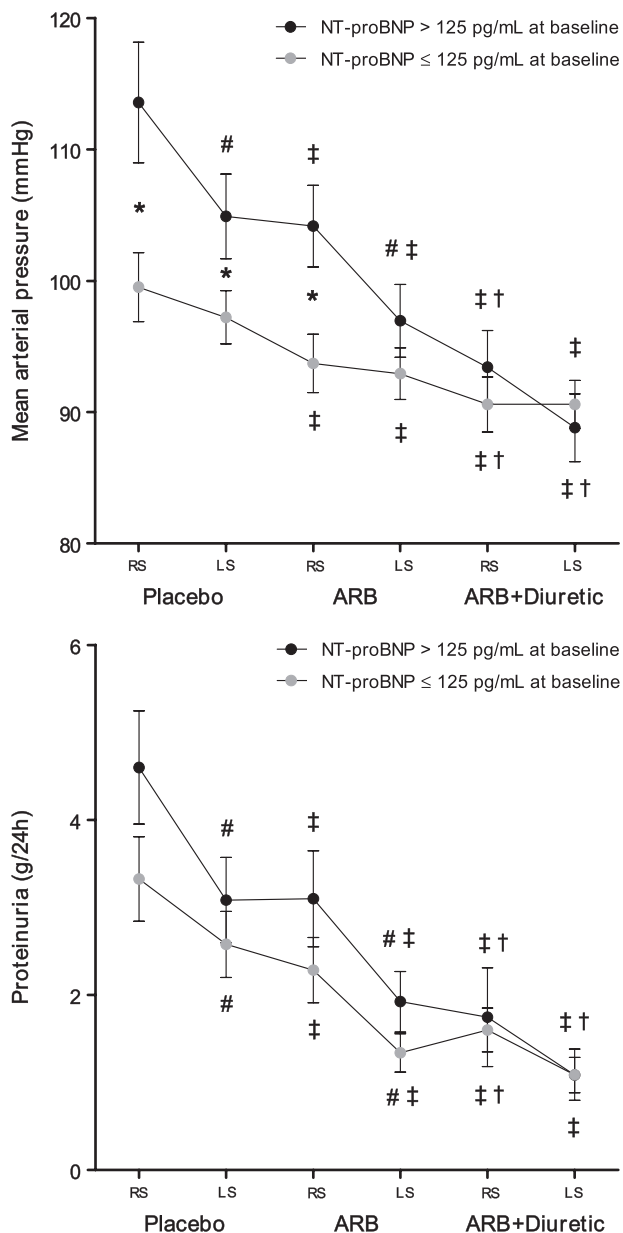 120
NT-proBNP > 125 pg/mL at baseline
NT-proBNP ≤ 125 pg/mL at baseline
Mean arterial pressure (mmHg)
110
# ‡
*
100
* *
# ‡
‡ †
‡
90
‡ ‡ ‡ †
‡ †
80
RS LS RS LS RS LS
Placebo ARB ARB+Diuretic
6
NT-proBNP > 125 pg/mL at baseline
NT-proBNP ≤ 125 pg/mL at baseline
Proteinuria (g/24h)
4
# ‡
# ‡
‡ †
2
# ‡
‡ †
# ‡
‡ †
‡
0
RS LS RS LS RS LS
Placebo ARB ARB+Diuretic